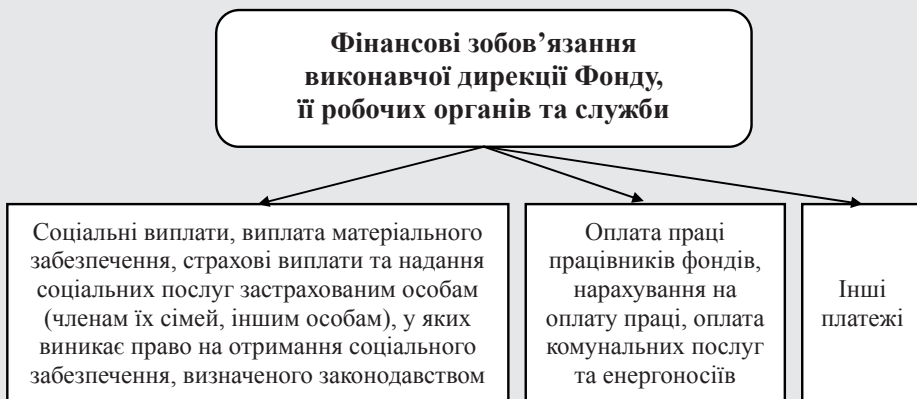 Фінансові зобов’язання
виконавчої дирекції Фонду,
її робочих органів та служби
Соціальні виплати, виплата матеріального
забезпечення, страхові виплати та надання
соціальних послуг застрахованим особам
(членам їх сімей, іншим особам), у яких
виникає право на отримання соціального
забезпечення, визначеного законодавством
Оплата праці
працівників фондів,
нарахування на
оплату праці, оплата
комунальних послуг
та енергоносіїв
Інші
платежі